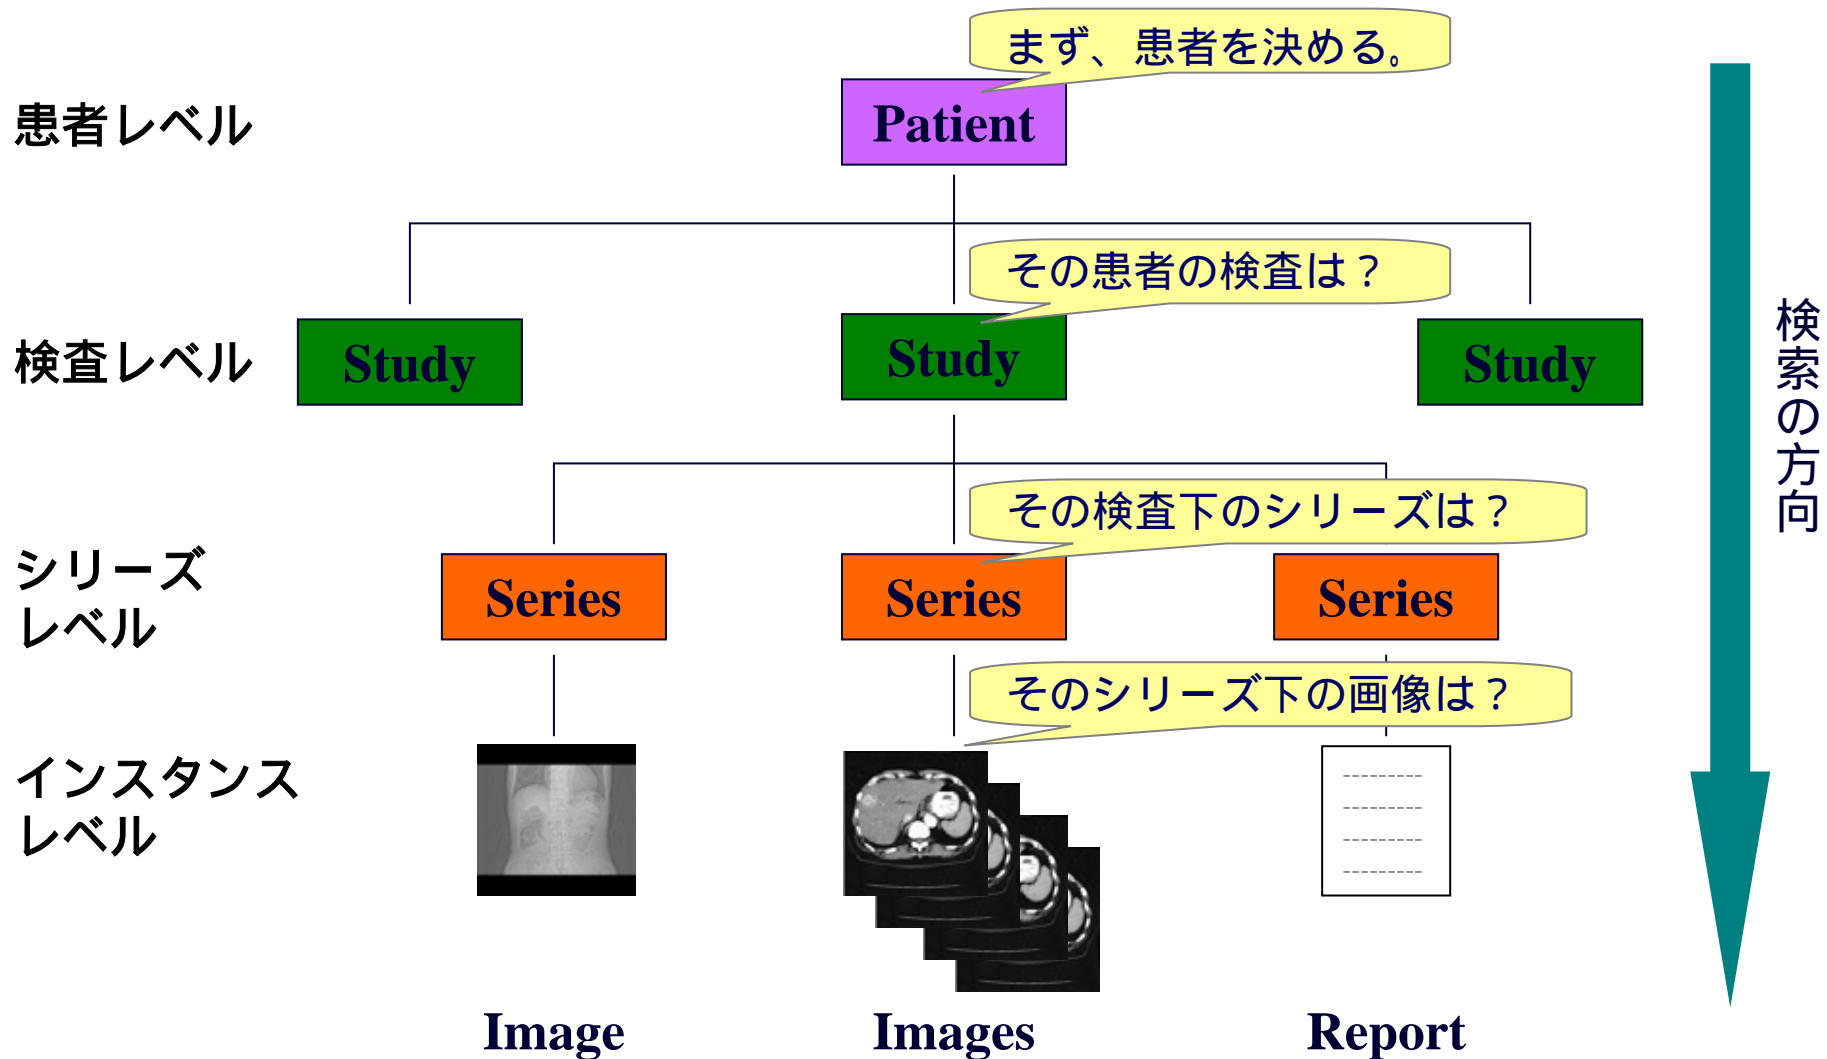 まず、患者を決める。
患者レベル
Patient
その患者の検査は？
検査レベル
Study
Study
Study
検索の方向
その検査下のシリーズは？
シリーズ
レベル
Series
Series
Series
そのシリーズ下の画像は？
インスタンス
レベル
Image
Images
Report